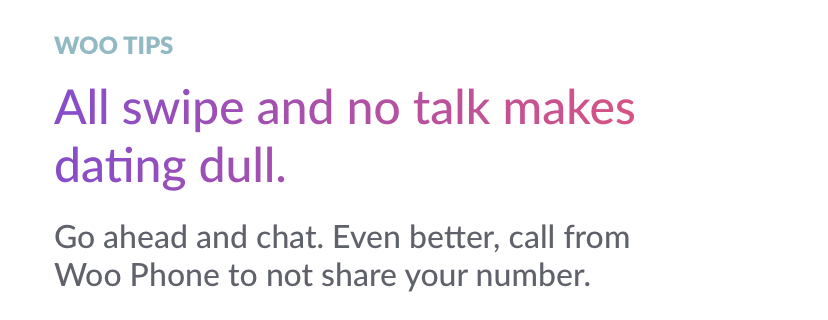 WOO TIPS
All swipe and no talk makes
dating dull.
Go ahead and chat. Even better, call from
Woo Phone to not share your number.